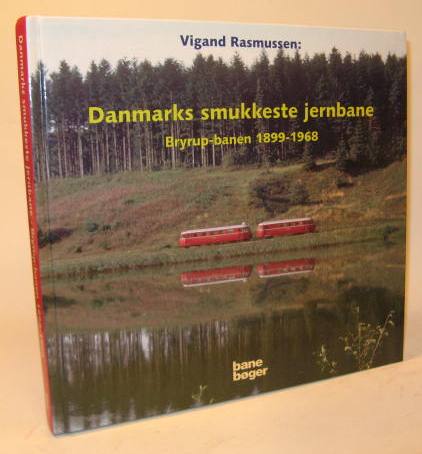 Vigand Rasmussen:
Danmarks smukkeste jernbane
Bryrup-banen 1899-1968
bane
bøger
Danmarks smukkeste jernbane